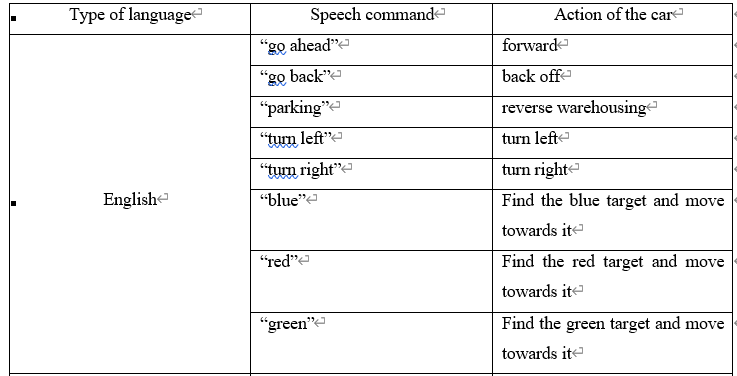 Type of language Speech command Action of the car
“go ahead” forward
“go back” back off
“parking” reverse warehousing
“turn left” turn left
“turn right” turn right
English “blue” Find the blue target and move
towards it
“red” Find the red target and move
towards it
“green” Find the green target and move
towards it